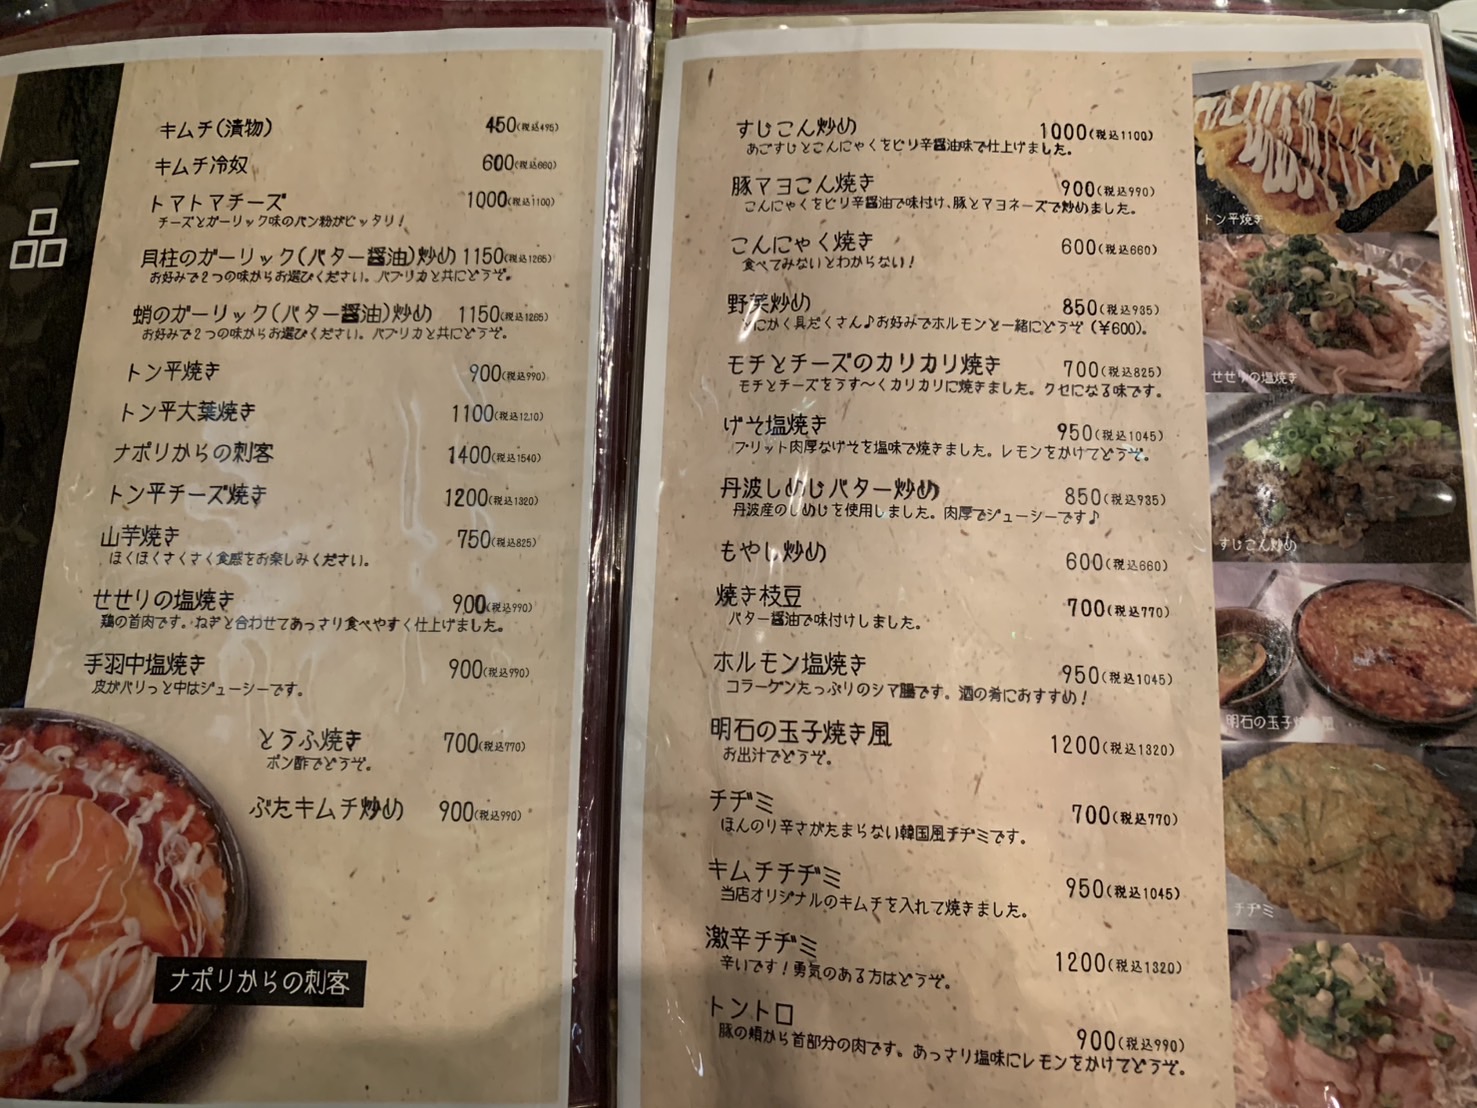 一品
キムチ(漬物) 450(税込495)
キムチ冷奴 600(税込660)
トマトマチーズ 1000(税込1100)
チーズとガーリック味のパン粉がピッタリ!
貝柱のガーリック(バター醤油)炒め 1150(税込1265)
お好みで2つの味からお選びください。パプリカと共にどうぞ。
蛸のガーリック(バター醤油)炒め 1150(税込1265)
お好みで2つの味からお選びください。パプリカと共にどうぞ。
トン平焼き 900(税込990)
トン平大葉焼き 1100(税込1210)
ナポリからの刺客 1400(税込1540)
トン平チーズ焼き 1200(税込1320)
山芋焼き 750(税込825)
ほくほくさくさく食感をお楽しみください。
せせりの塩焼き 900(税込990)
鶏の首肉です。ねぎと合わせてあっさり食べやすく仕上げました。
手羽中塩焼き 900(税込990)
皮がパリっと中はジューシーです。
とうふ焼き 700(税込770)
ポン酢でどうぞ。
ぶたキムチ炒め 900(税込990)
ナポリからの刺客
すじこん炒め 1000(税込1100)
あごすじとこんにゃくをピリ辛醤油味で仕上げました。
豚マヨこん焼き 900(税込990)
こんにゃくをピリ辛醤油で味付け、豚とマヨネーズで炒めました。
こんにゃく焼き 600(税込660)
食べてみないとわからない!
野菜炒め 850(税込935)
とにかく具だくさん♪お好みでホルモンと一緒にどうぞ(¥600)。
モチとチーズのカリカリ焼き 700(税込825)
モチとチーズをうす〜くカリカリに焼きました。クセになる味です。
げそ塩焼き 950(税込1045)
プリット肉厚なげそを塩味で焼きました。レモンをかけてどうぞ。
丹波しめじバター炒め 850(税込935)
丹波産のしめじを使用しました。肉厚でジューシーです♪
もやし炒め 600(税込660)
焼き枝豆 700(税込770)
バター醤油で味付けしました。
ホルモン塩焼き 950(税込1045)
コラーゲンたっぷりのシマ腸です。酒の肴におすすめ!
明石の玉子焼き風 1200(税込1320)
お出汁でどうぞ。
チヂミ 700(税込770)
ほんのり辛さがたまらない韓国風チヂミです。
キムチチヂミ 950(税込1045)
当店オリジナルのキムチを入れて焼きました。
激辛チヂミ 1200(税込1320)
辛いです!勇気のある方はどうぞ。
トントロ 900(税込990)
豚の頬から首部分の肉です。あっさり塩味にレモンをかけてどうぞ。
トン平焼き
せせりの塩焼き
すじこん炒め
明石の玉子焼き風
チヂミ